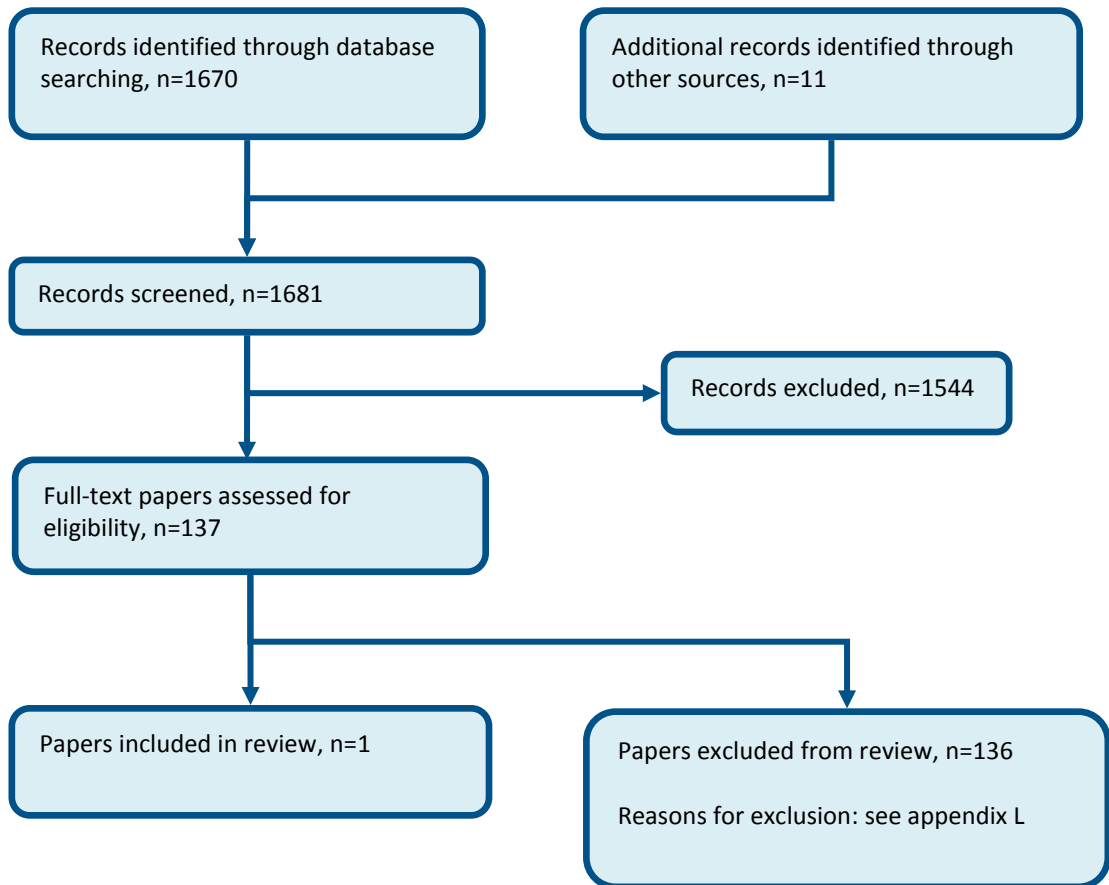 Records identified through database
searching, n=1670
Additional records identified through
other sources, n=11
Records screened, n=1681
Records excluded, n=1544
Full-text papers assessed for
eligibility, n=137
Papers included in review, n=1
Papers excluded from review, n=136
Reasons for exclusion: see appendix L